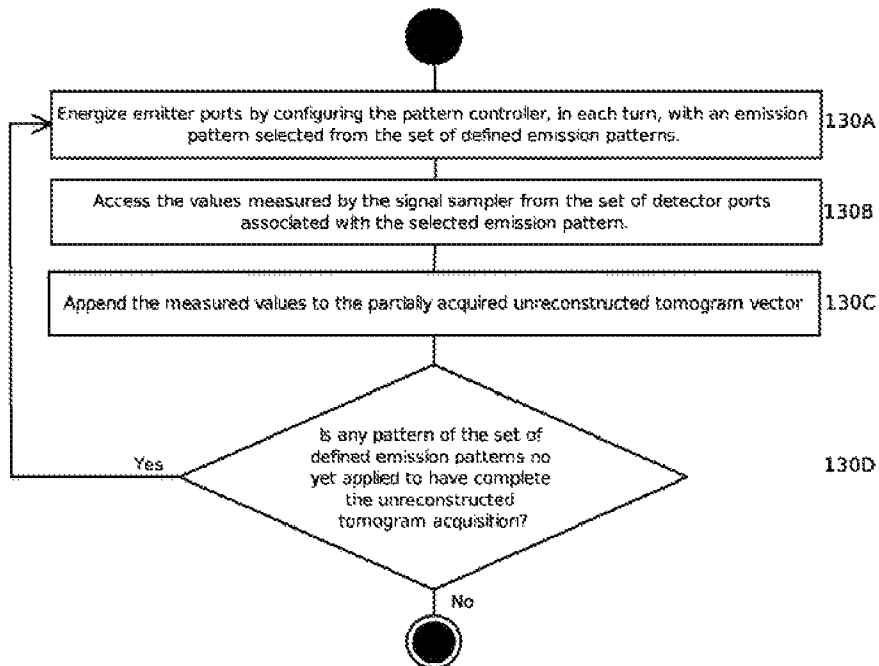 Energize emitter ports by configuring the pattern controller, in each turn, with an emission
pattern selected from the set of defined emission patterns.
130A
Access the values measured by the signal sampler from the set of detector ports
associated with the selected emission pattern.
130B
Append the measured values to the partially acquired unreconstructed tomogram vector
130C
Is any pattern of the set of
defined emission patterns no
yet applied to have complete
the unreconstructed
tomogram acquisition?
Yes
130D
No